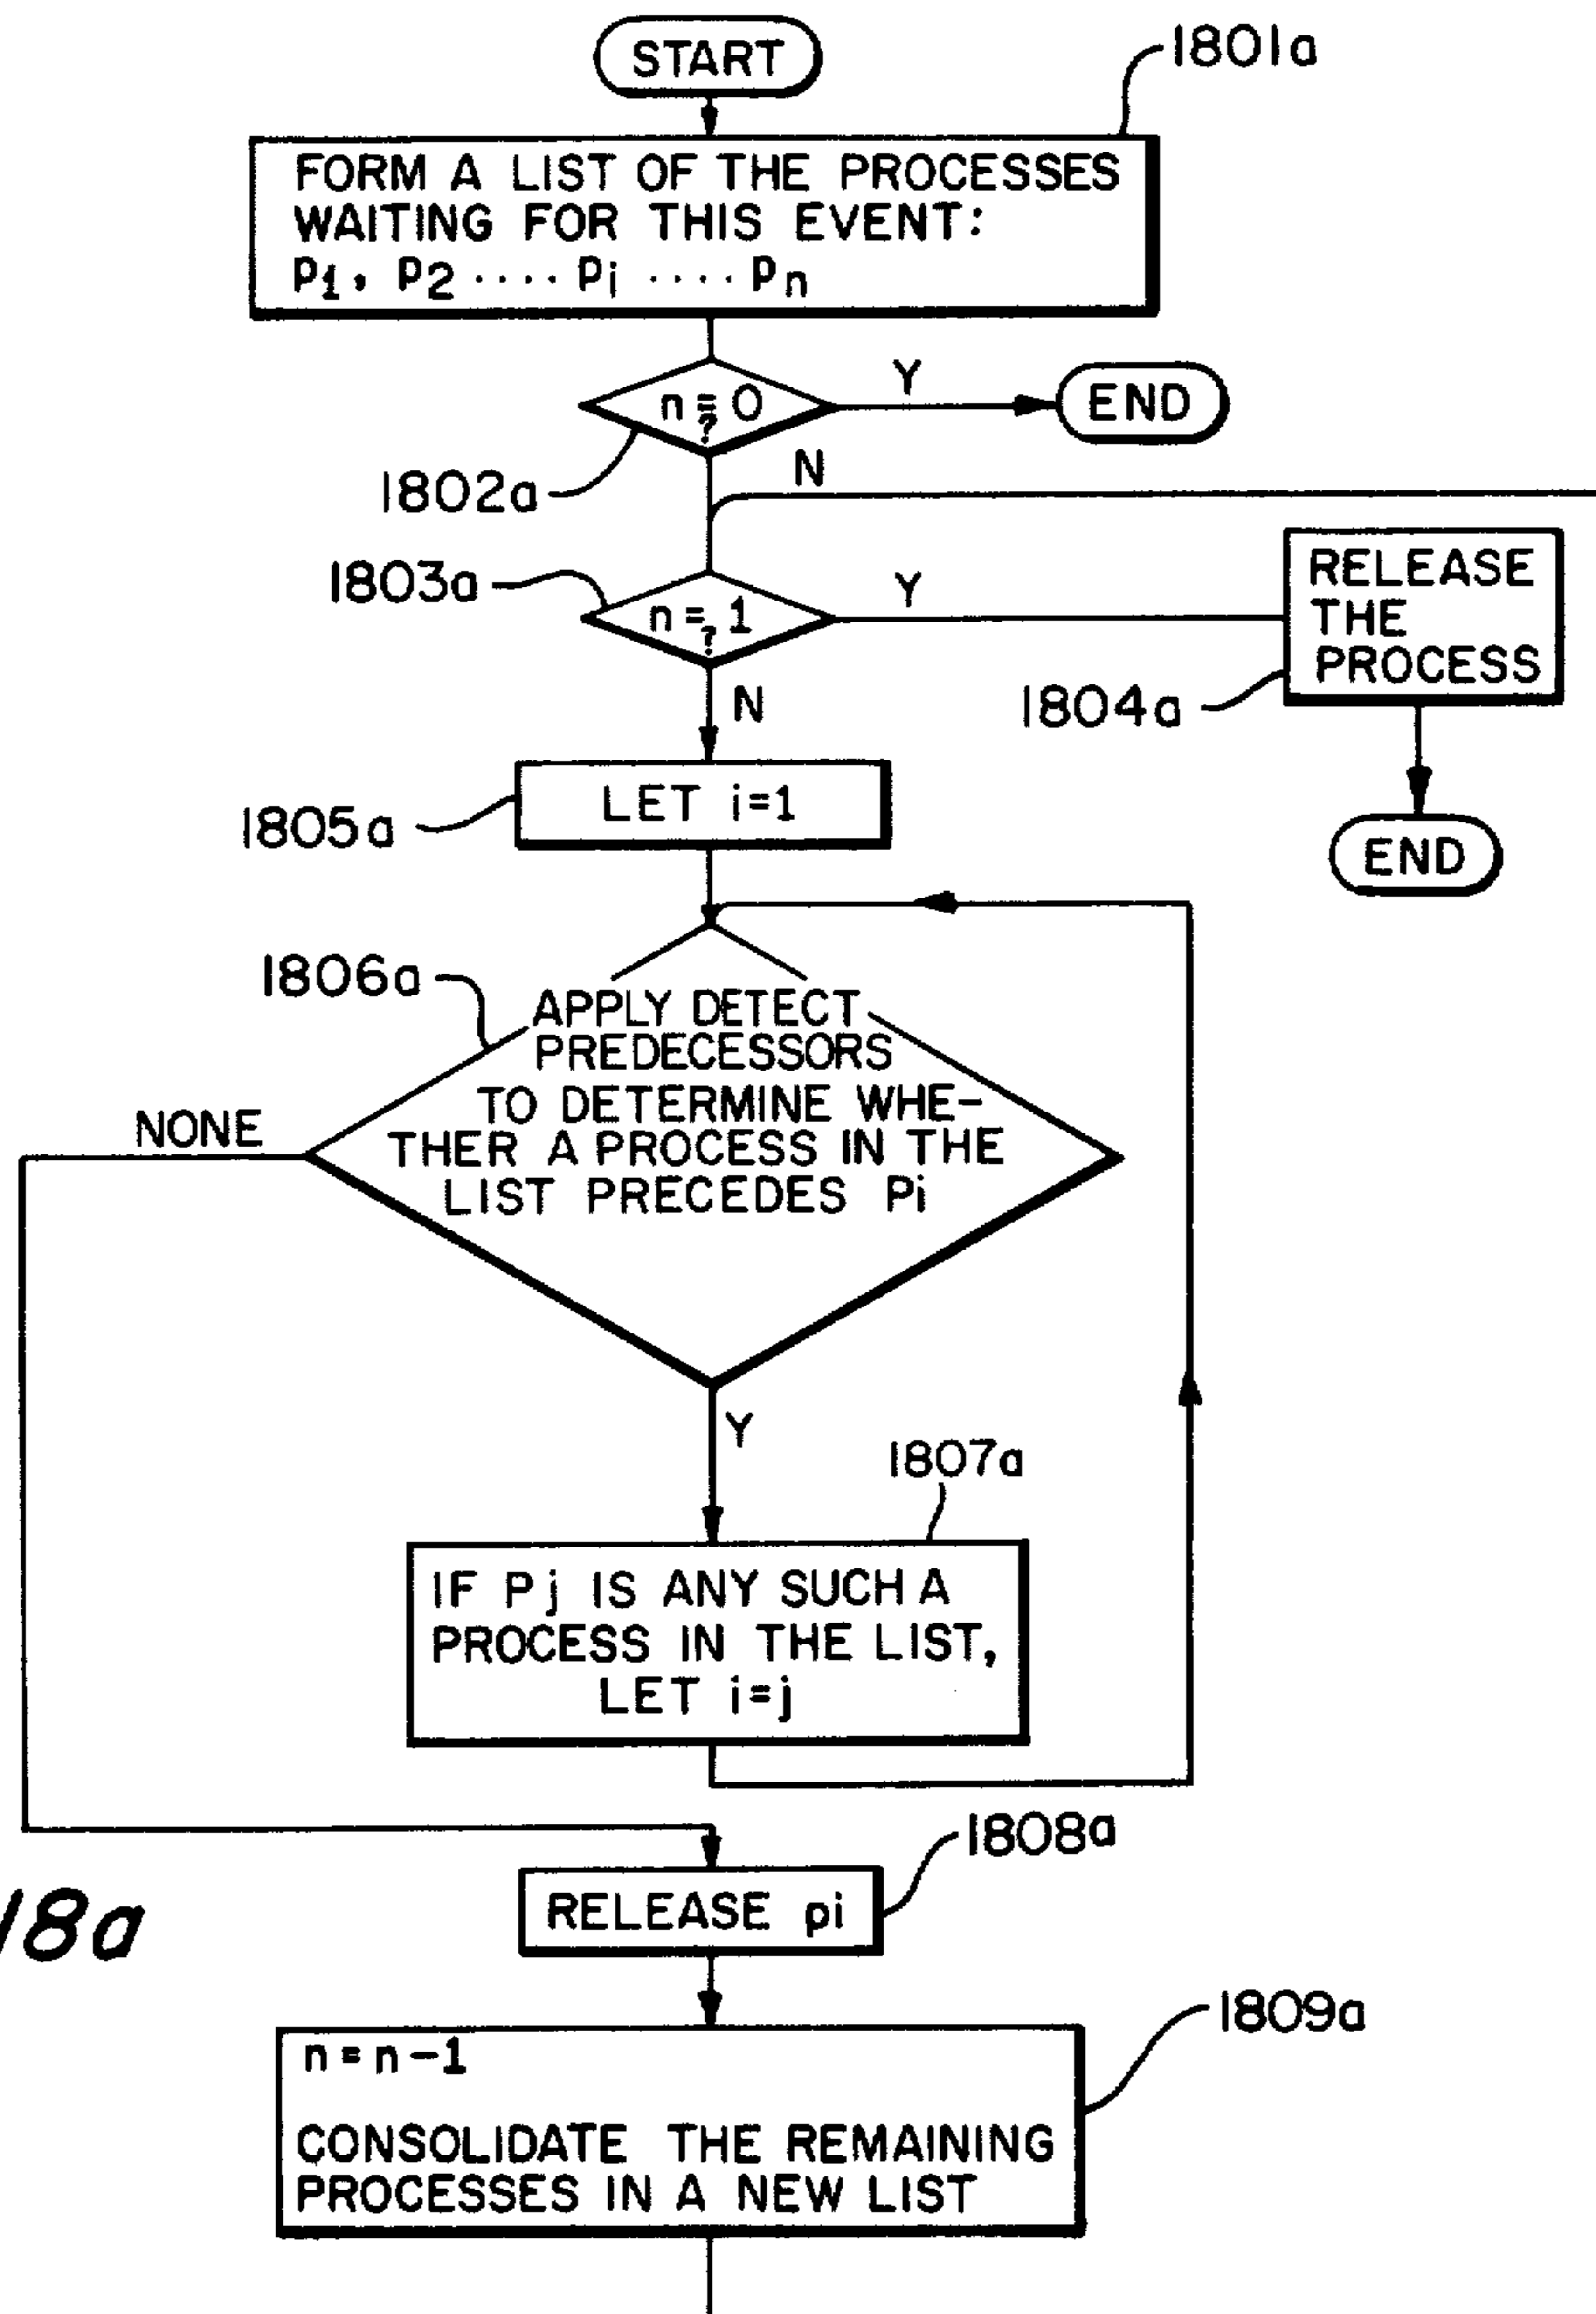 START
1801a
FORM A LIST OF THE PROCESSES
WAITING FOR THIS EVENT:
P1, P2 .... Pi .... Pn
n = 0
?
Y
END
1802a
N
1803a
n = 1
?
Y
RELEASE
THE
PROCESS
1804a
N
END
LET i=1
1805a
1806a
APPLY DETECT
PREDECESSORS
TO DETERMINE WHE-
THER A PROCESS IN THE
LIST PRECEDES Pi
NONE
Y
1807a
IF Pj IS ANY SUCH A
PROCESS IN THE LIST,
LET i=j
1808a
RELEASE pi
18a
1809a
n = n-1
CONSOLIDATE THE REMAINING
PROCESSES IN A NEW LIST